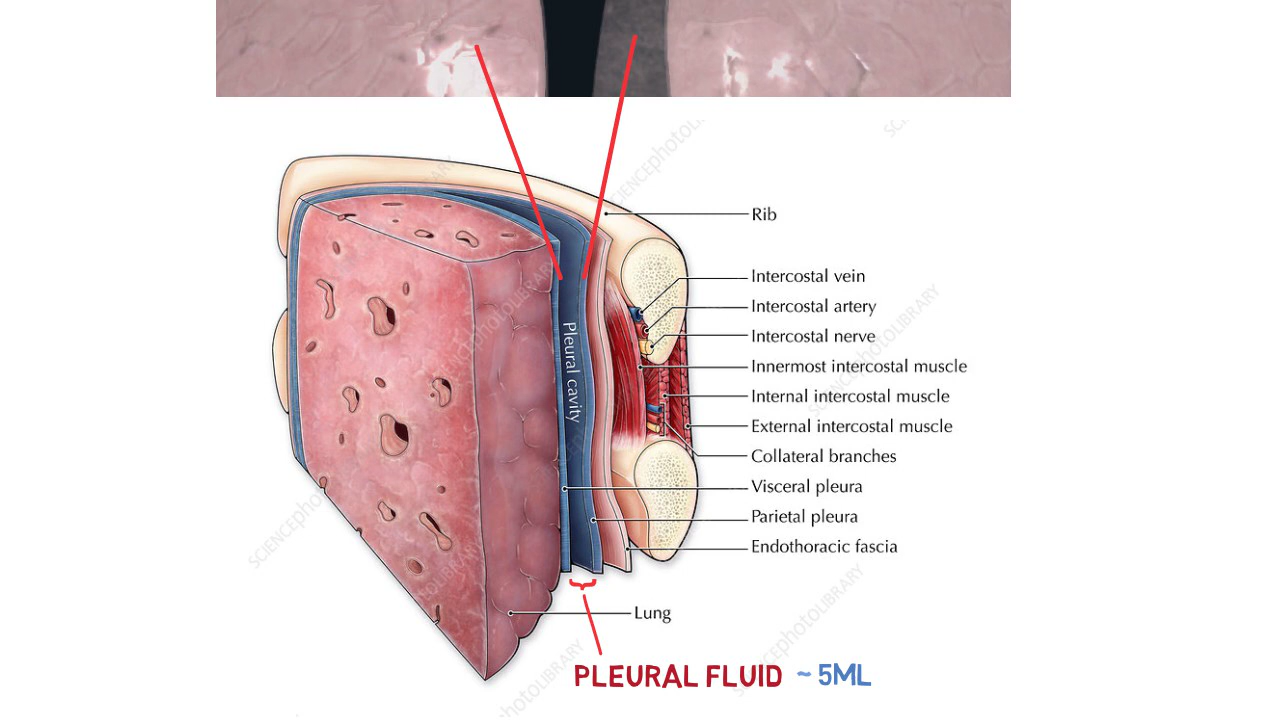 SCIENCEphotoLIBRARY
Rib
Intercostal vein
Intercostal artery
Intercostal nerve
Innermost intercostal muscle
Internal intercostal muscle
External intercostal muscle
Collateral branches
Visceral pleura
Parietal pleura
Endothoracic fascia
Pleural cavity
Lung
PLEURAL FLUID ~ 5ML